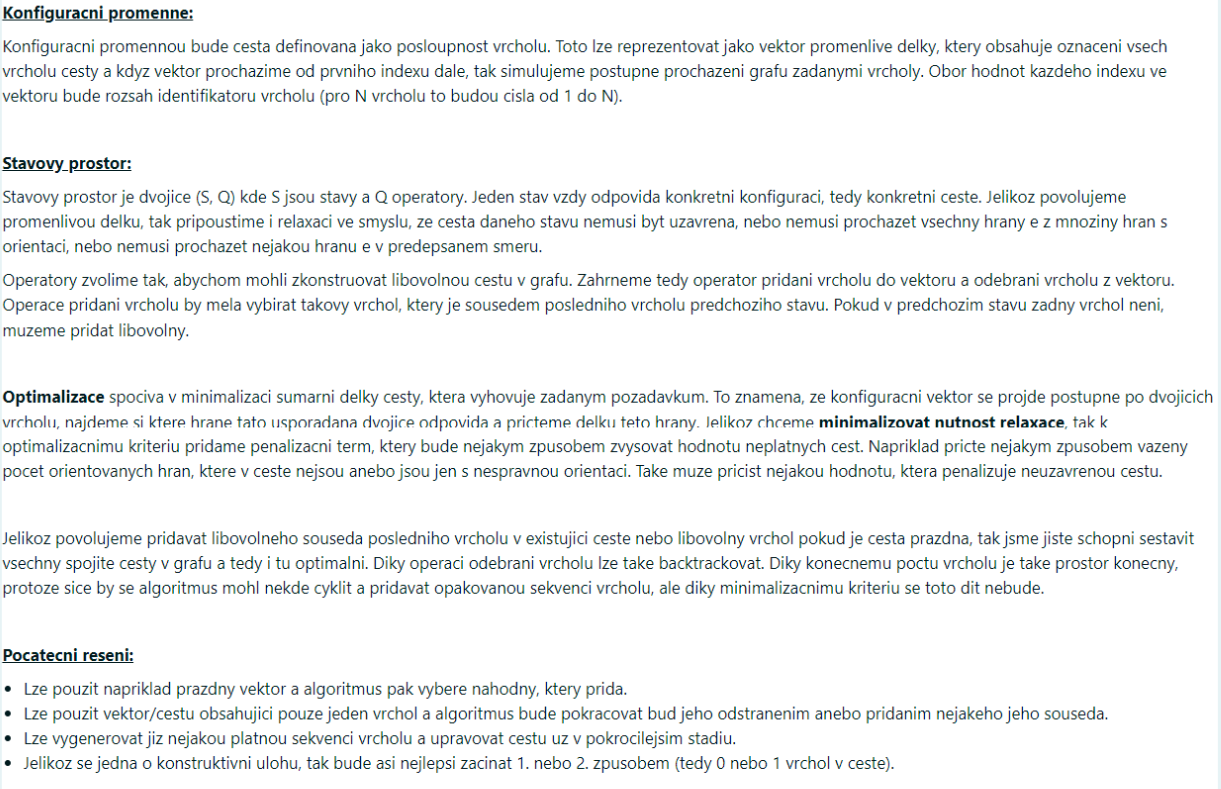 Konfiguracni promenne:
Konfiguracni promennou bude cesta definovana jako posloupnost vrcholu. Toto lze reprezentovat jako vektor promenlive delky, ktery obsahuje oznaceni vsech
vrcholu cesty a kdyz vektor prochazime od prvniho indexu dale, tak simulujeme postupne prochazeni grafu zadanymi vrcholy. Obor hodnot kazdeho indexu ve
vektoru bude rozsah identifikatoru vrcholu (pro N vrcholu to budou cisla od 1 do N).
Stavovy prostor:
Stavovy prostor je dvojice (S, Q) kde S jsou stavy a Q operatory. Jeden stav vzdy odpovida konkretni konfiguraci, tedy konkretni ceste. Jelikoz povolujeme
promenlivou delku, tak pripoustime i relaxaci ve smyslu, ze cesta daneho stavu nemusi byt uzavrena, nebo nemusi prochazet vsechny hrany e z mnoziny hran s
orientaci, nebo nemusi prochazet nejakou hranu e v predepsanem smeru.
Operatory zvolime tak, abychom mohli zkonstruovat libovolnou cestu v grafu. Zahrneme tedy operator pridani vrcholu do vektoru a odebrani vrcholu z vektoru.
Operace pridani vrcholu by mela vybirat takovy vrchol, ktery je sousedem posledniho vrcholu predchoziho stavu. Pokud v predchozim stavu zadny vrchol neni,
muzeme pridat libovolny.
Optimalizace spociva v minimalizaci sumarni delky cesty, ktera vyhovuje zadanym pozadavkum. To znamena, ze konfiguracni vektor se projde postupne po dvojicich
vrcholu, najdeme si ktere hrane tato usporadana dvojice odpovida a pricteme delku teto hrany. Jelikoz chceme minimalizovat nutnost relaxace, tak k
optimalizacnimu kriteriu pridame penalizacni term, ktery bude nejakym zpusobem zvysovat hodnotu neplatnych cest. Napriklad pricte nejakym zpusobem vazeny
pocet orientovanych hran, ktere v ceste nejsou anebo jsou jen s nespravnou orientaci. Take muze pricist nejakou hodnotu, ktera penalizuje neuzavrenou cestu.
Jelikoz povolujeme pridavat libovolneho souseda posledniho vrcholu v existujici ceste nebo libovolny vrchol pokud je cesta prazdna, tak jsme jiste schopni sestavit
vsechny spojite cesty v grafu a tedy i tu optimalni. Diky operaci odebrani vrcholu lze take backtrackovat. Diky konecnemu poctu vrcholu je take prostor konecny,
protoze sice by se algoritmus mohl nekde cyklit a pridavat opakovanou sekvenci vrcholu, ale diky minimalizacnimu kriteriu se toto dit nebude.
Pocatecni reseni:
• Lze pouzit napriklad prazdny vektor a algoritmus pak vybere nahodny, ktery prida.
• Lze pouzit vektor/cestu obsahujici pouze jeden vrchol a algoritmus bude pokracovat bud jeho odstranenim anebo pridanim nejakeho jeho souseda.
• Lze vygenerovat jiz nejakou platnou sekvenci vrcholu a upravovat cestu uz v pokrocilejsim stadiu.
• Jelikoz se jedna o konstruktivni ulohu, tak bude asi nejlepsi zacinat 1. nebo 2. zpusobem (tedy 0 nebo 1 vrchol v ceste).